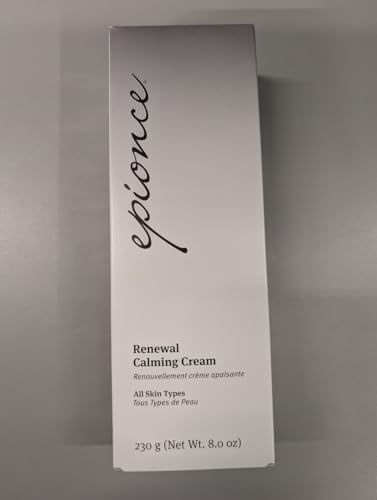 epionce
Renewal
Calming Cream
Renouvellement crème apaisante
All Skin Types
Tous Types de Peau
230 g (Net Wt. 8.0 oz)